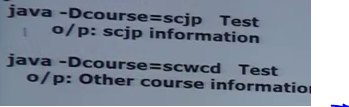 java -Dcourse=scjp Test
o/p: scjp information
java -Dcourse=scwcd Test
o/p: Other course informatio